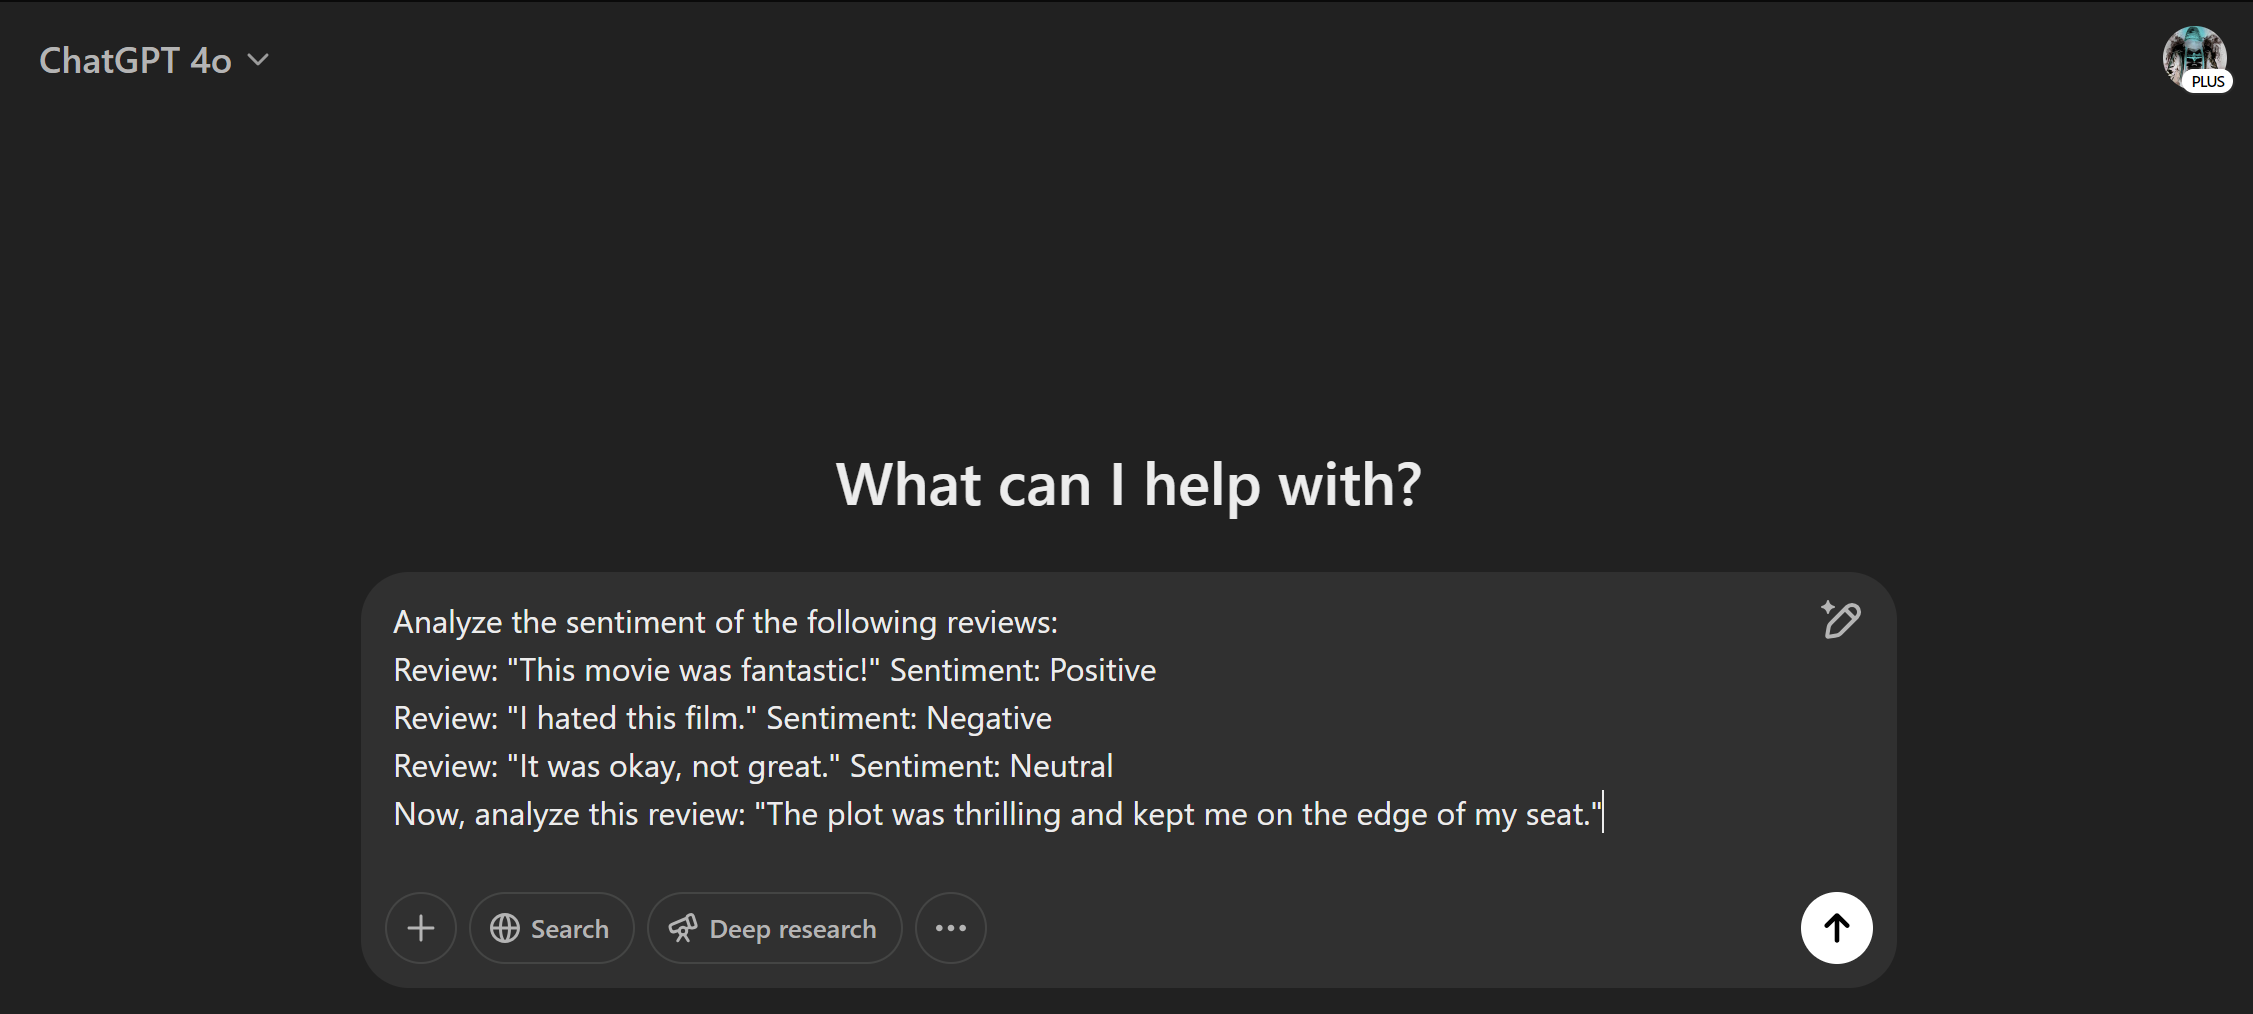 ChatGPT 4o
PLUS
What can I help with?
Analyze the sentiment of the following reviews:
Review: "This movie was fantastic!" Sentiment: Positive
Review: "I hated this film." Sentiment: Negative
Review: "It was okay, not great." Sentiment: Neutral
Now, analyze this review: "The plot was thrilling and kept me on the edge of my seat."
Search
Deep research